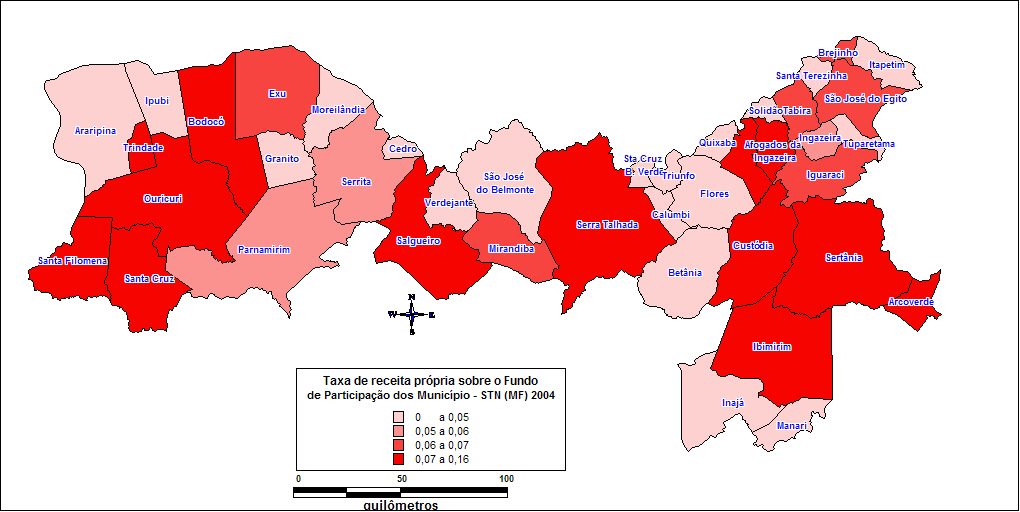 Brejinho
Itapetim
Santa Terezinha
Exu
Ipubi
São José do Egito
Moreilândia
Solidão
Tabira
Bodocó
Araripina
Ingazeira
Quixaba
Tuparetama
Trindade
Cedro
Afogados da
Ingazeira
Granito
Sta.Cruz
B. Verde
Triunfo
Iguaraci
São José
do Belmonte
Serrita
Flores
Ouricuri
Verdejante
Calumbi
Serra Talhada
Salgueiro
Custódia
Parnamirim
Mirandiba
Sertânia
Santa Filomena
Betânia
Santa Cruz
Arcoverde
N
W E
S
Ibimirim
Inajá
Manari
Taxa de receita própria sobre o Fundo
de Participação dos Município - STN (MF) 2004
0 a 0,05
0,05 a 0,06
0,06 a 0,07
0,07 a 0,16
0 50 100
quilômetros